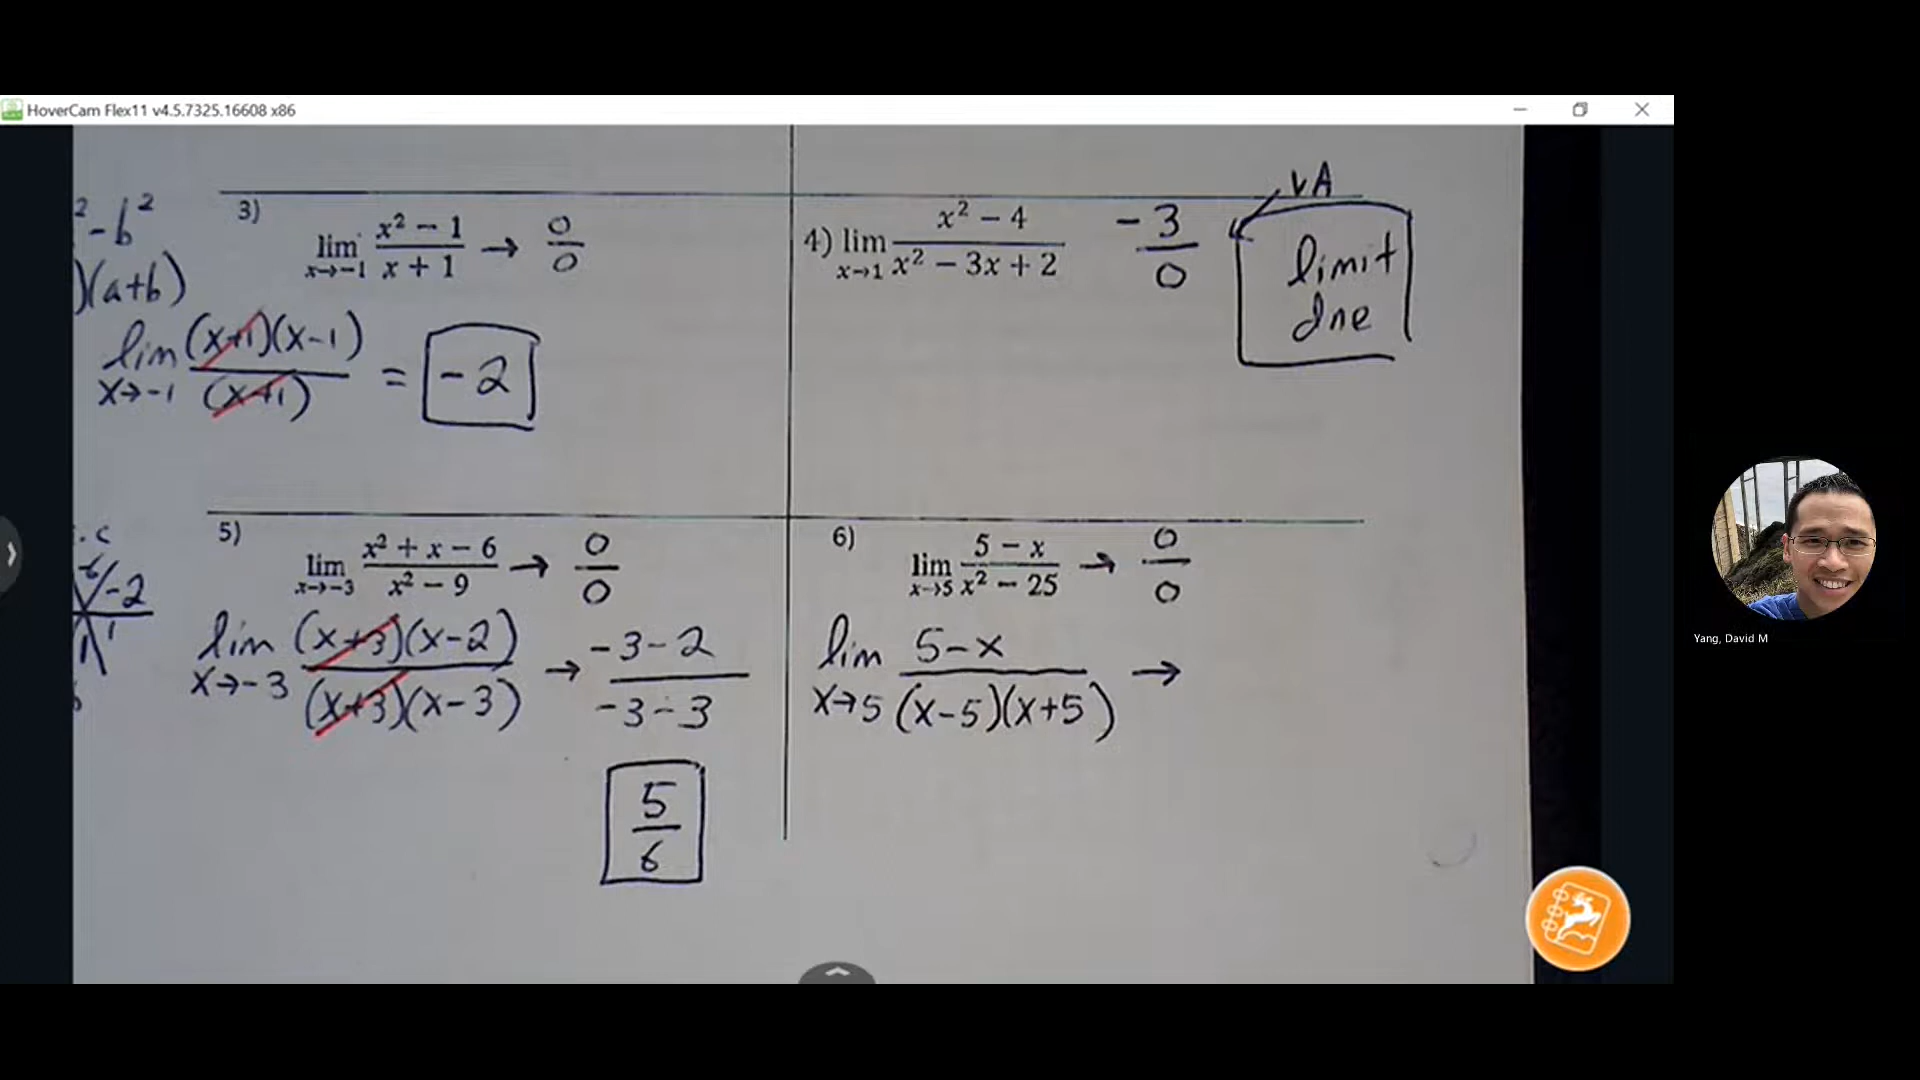 HoverCam Flex11 v4.5.7325.16608 x86
2 - b²
)(a+b)
3)
lim x→-1 (x² − 1)/(x + 1) → 0/0
lim x→-1 (x+1)(x-1)/(x+1) = -2
4) lim x→1 (x² − 4)/(x² − 3x + 2) -3/0
VA
limit
dne
. c
-6 -2
1
5)
lim x→-3 (x² + x − 6)/(x² − 9) → 0/0
lim x→-3 (x+3)(x-2)/(x+3)(x-3) → -3-2/-3-3
5/6
6)
lim x→5 (5 − x)/(x² − 25) → 0/0
lim x→5 5-x/(x-5)(x+5) →
Yang, David M